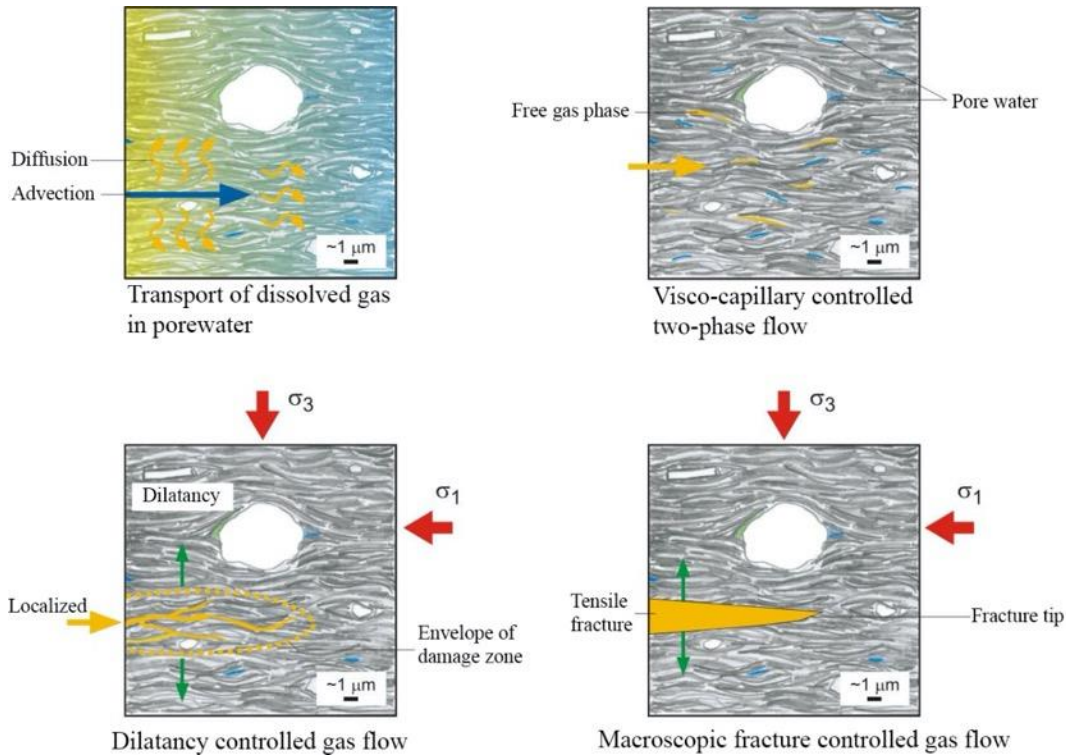 Diffusion
Advection
~1 μm
Transport of dissolved gas
in porewater
Free gas phase
Pore water
~1 μm
Visco-capillary controlled
two-phase flow
σ3
σ1
Dilatancy
Localized
Envelope of
damage zone
~1 μm
Dilatancy controlled gas flow
σ3
σ1
Tensile
fracture
Fracture tip
~1 μm
Macroscopic fracture controlled gas flow